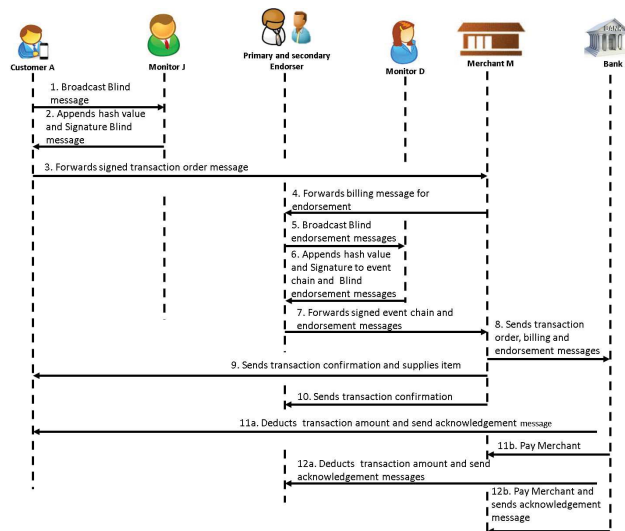 BANK
Customer A
Monitor J
Primary and secondary
Endorser
Monitor D
Merchant M
Bank
1. Broadcast Blind
message
2. Appends hash value
and Signature Blind
message
3. Forwards signed transaction order message
4. Forwards billing message for
endorsement
5. Broadcast Blind
endorsement messages
6. Appends hash value
and Signature to event
chain and Blind
endorsement messages
7. Forwards signed event chain and
endorsement messages
8. Sends transaction
order, billing and
endorsement messages
9. Sends transaction confirmation and supplies item
10. Sends transaction confirmation
11a. Deducts transaction amount and send acknowledgement message
11b. Pay Merchant
12a. Deducts transaction amount and send
acknowledgement messages
12b. Pay Merchant and
sends acknowledgement
message